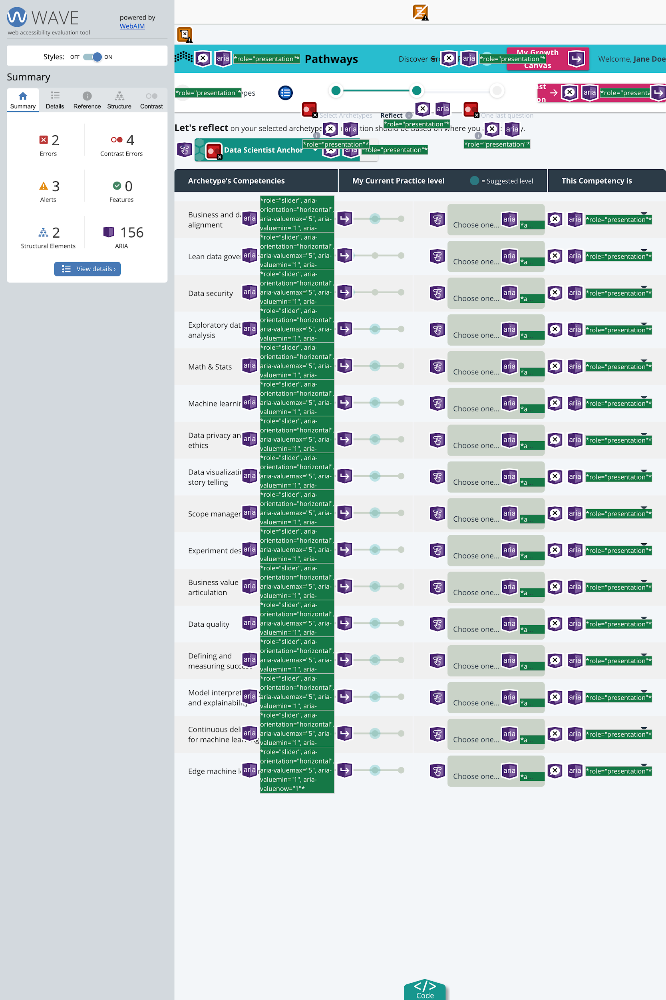 WAVE
powered by
WebAIM
web accessibility evaluation tool
Styles: OFF ON
Summary
Summary Details Reference Structure Contrast
2 Errors
4 Contrast Errors
3 Alerts
0 Features
2 Structural Elements
156 ARIA
View details ›
aria *role="presentation"* Pathways
Discover
aria *role="presentation"*
My Growth
Canvas
Welcome, Jane Doe
*role="presentation"*
aria
Select Archetypes
Reflect
aria
*role="presentation"*
One last question
Let's reflect on your selected
should be based on where you
aria
*role="presentation"*
aria
*role="presentation"*
Data Scientist Anchor
aria
*role="presentation"*
Archetype's Competencies
My Current Practice level
= Suggested level
This Competency is
Business and
alignment
aria
*role="slider", aria-
orientation="horizontal",
aria-valuemax="5", aria-
valuemin="1", aria-
Choose one...
aria
*a...
aria
*role="presentation"*
Lean data
aria
*role="slider", aria-
orientation="horizontal",
aria-valuemax="5", aria-
valuemin="1", aria-
Choose one...
aria
*a...
aria
*role="presentation"*
Data security
aria
*role="slider", aria-
orientation="horizontal",
aria-valuemax="5", aria-
valuemin="1", aria-
Choose one...
aria
*a...
aria
*role="presentation"*
Exploratory
analysis
aria
*role="slider", aria-
orientation="horizontal",
aria-valuemax="5", aria-
valuemin="1", aria-
Choose one...
aria
*a...
aria
*role="presentation"*
Math & Stats
aria
*role="slider", aria-
orientation="horizontal",
aria-valuemax="5", aria-
valuemin="1", aria-
Choose one...
aria
*a...
aria
*role="presentation"*
Machine
aria
*role="slider", aria-
orientation="horizontal",
aria-valuemax="5", aria-
valuemin="1", aria-
Choose one...
aria
*a...
aria
*role="presentation"*
Data privacy
ethics
aria
*role="slider", aria-
orientation="horizontal",
aria-valuemax="5", aria-
valuemin="1", aria-
Choose one...
aria
*a...
aria
*role="presentation"*
Data
story telling
aria
*role="slider", aria-
orientation="horizontal",
aria-valuemax="5", aria-
valuemin="1", aria-
Choose one...
aria
*a...
aria
*role="presentation"*
Scope
aria
*role="slider", aria-
orientation="horizontal",
aria-valuemax="5", aria-
valuemin="1", aria-
Choose one...
aria
*a...
aria
*role="presentation"*
Experiment
aria
*role="slider", aria-
orientation="horizontal",
aria-valuemax="5", aria-
valuemin="1", aria-
Choose one...
aria
*a...
aria
*role="presentation"*
Business value
articulation
aria
*role="slider", aria-
orientation="horizontal",
aria-valuemax="5", aria-
valuemin="1", aria-
Choose one...
aria
*a...
aria
*role="presentation"*
Data quality
aria
*role="slider", aria-
orientation="horizontal",
aria-valuemax="5", aria-
valuemin="1", aria-
Choose one...
aria
*a...
aria
*role="presentation"*
Defining and
measuring
aria
*role="slider", aria-
orientation="horizontal",
aria-valuemax="5", aria-
valuemin="1", aria-
Choose one...
aria
*a...
aria
*role="presentation"*
Model
and
aria
*role="slider", aria-
orientation="horizontal",
aria-valuemax="5", aria-
valuemin="1", aria-
Choose one...
aria
*a...
aria
*role="presentation"*
Continuous
for machine
aria
*role="slider", aria-
orientation="horizontal",
aria-valuemax="5", aria-
valuemin="1", aria-
Choose one...
aria
*a...
aria
*role="presentation"*
Edge machine
aria
*role="slider", aria-
orientation="horizontal",
aria-valuemax="5", aria-
valuemin="1", aria-
valuenow="1"*
Choose one...
aria
*a...
aria
*role="presentation"*
</>
Code